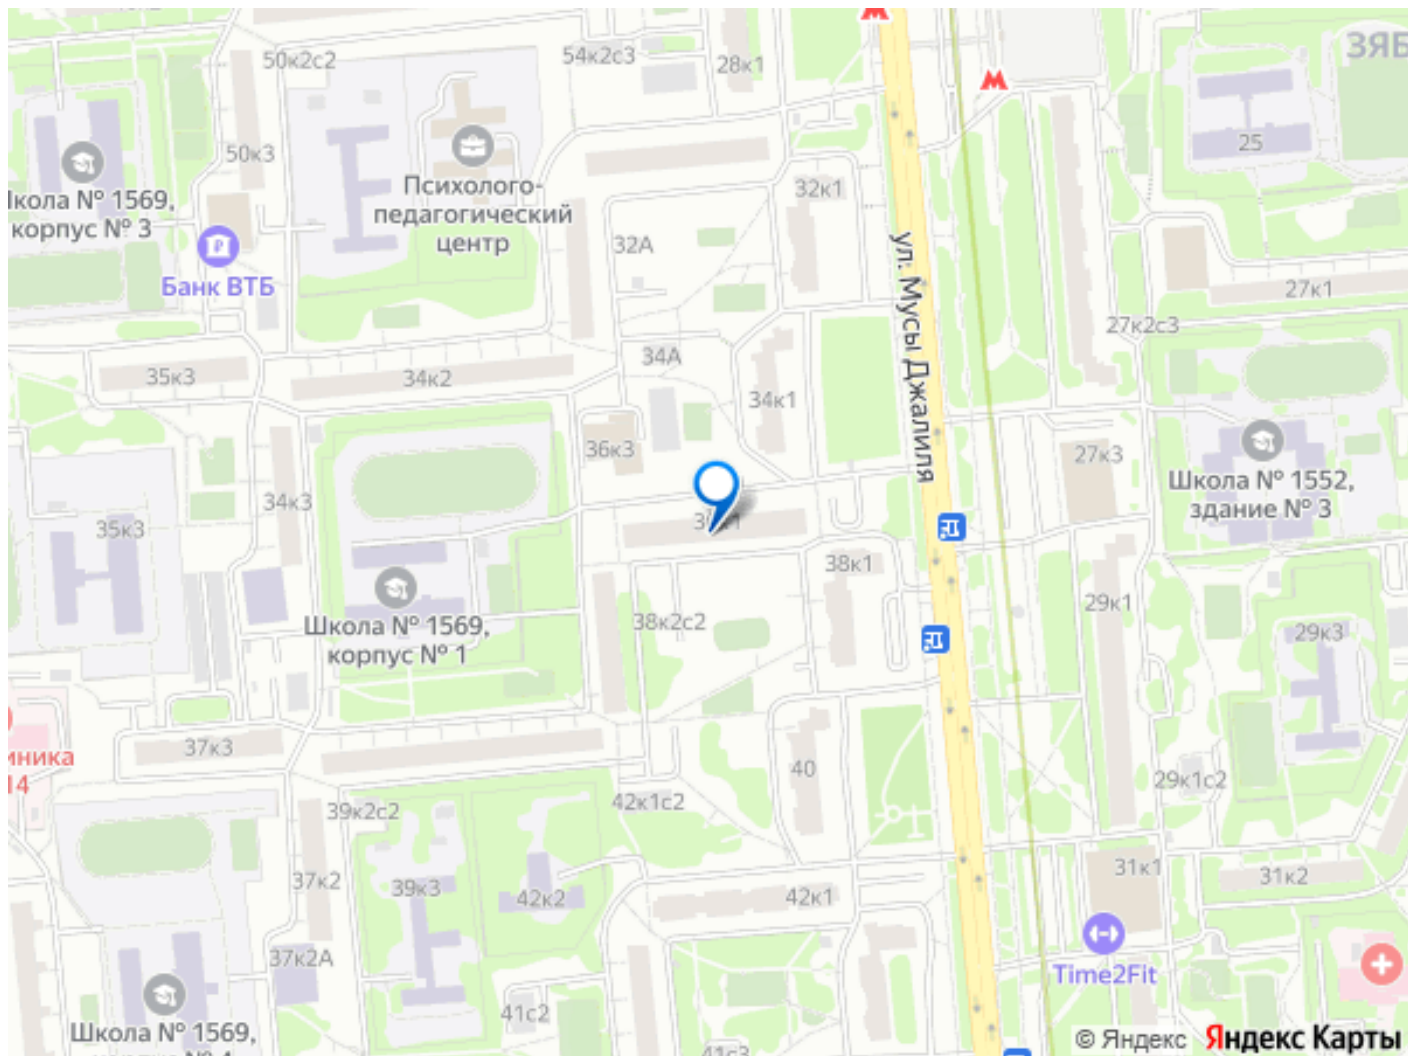 50к2с2
54к2с3
28к1
ЗЯБ
25
50к3
Школа № 1569,
корпус № 3
Психолого-
педагогический
центр
32к1
32А
ул. Мусы Джалиля
Банк ВТБ
27к1
27к2с3
34А
35к3
34к2
34к1
36к3
27к3
Школа № 1552,
здание № 3
34к3
35к3
38к1
29к1
Школа № 1569,
корпус № 1
38к2с2
29к3
37к3
иника
14
40
29к1с2
42к1с2
39к2с2
31к1
31к2
37к2
39к3
42к2
42к1
37к2А
Time2Fit
Школа № 1569,
41с2
© Яндекс Яндекс Карты